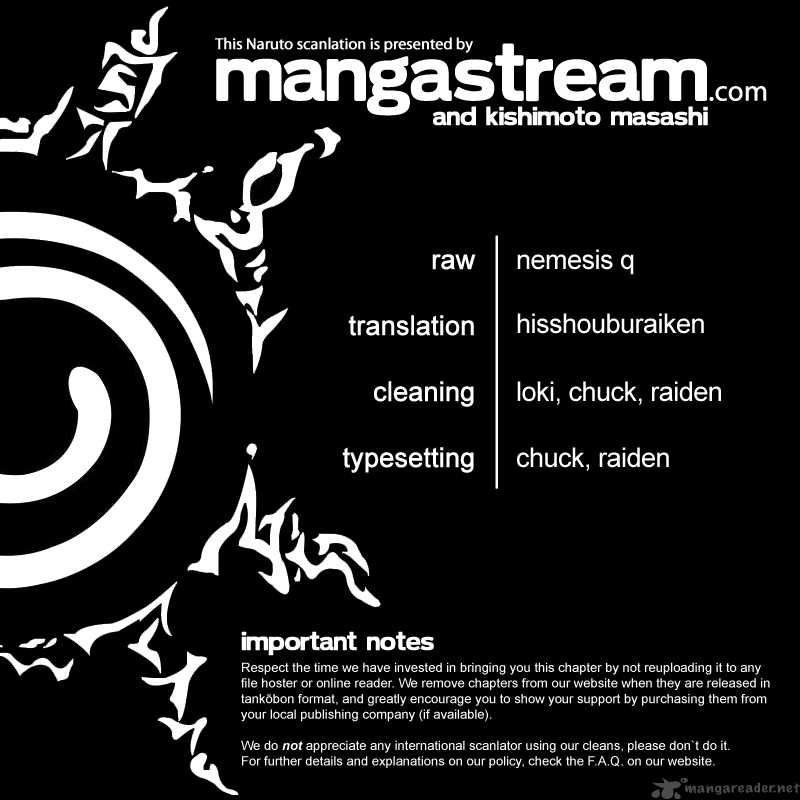 This Naruto scanlation is presented by
mangastream.com
and kishimoto masashi
raw nemesis q
translation hisshouburaiken
cleaning loki, chuck, raiden
typesetting chuck, raiden
important notes
Respect the time we have invested in bringing you this chapter by not reuploading it to any
file hoster or online reader. We remove chapters from our website when they are released in
tankōbon format, and greatly encourage you to show your support by purchasing them from
your local publishing company (if available).
We do not appreciate any international scanlator using our cleans, please don`t do it.
For further details and explanations on our policy, check the F.A.Q. on our website.
mangareader.net